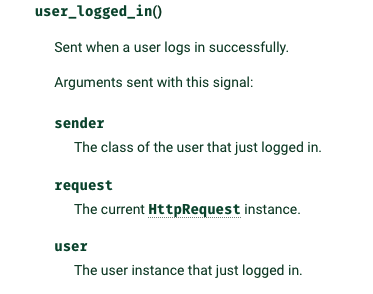 user_logged_in()
Sent when a user logs in successfully.
Arguments sent with this signal:
sender
The class of the user that just logged in.
request
The current HttpRequest instance.
user
The user instance that just logged in.